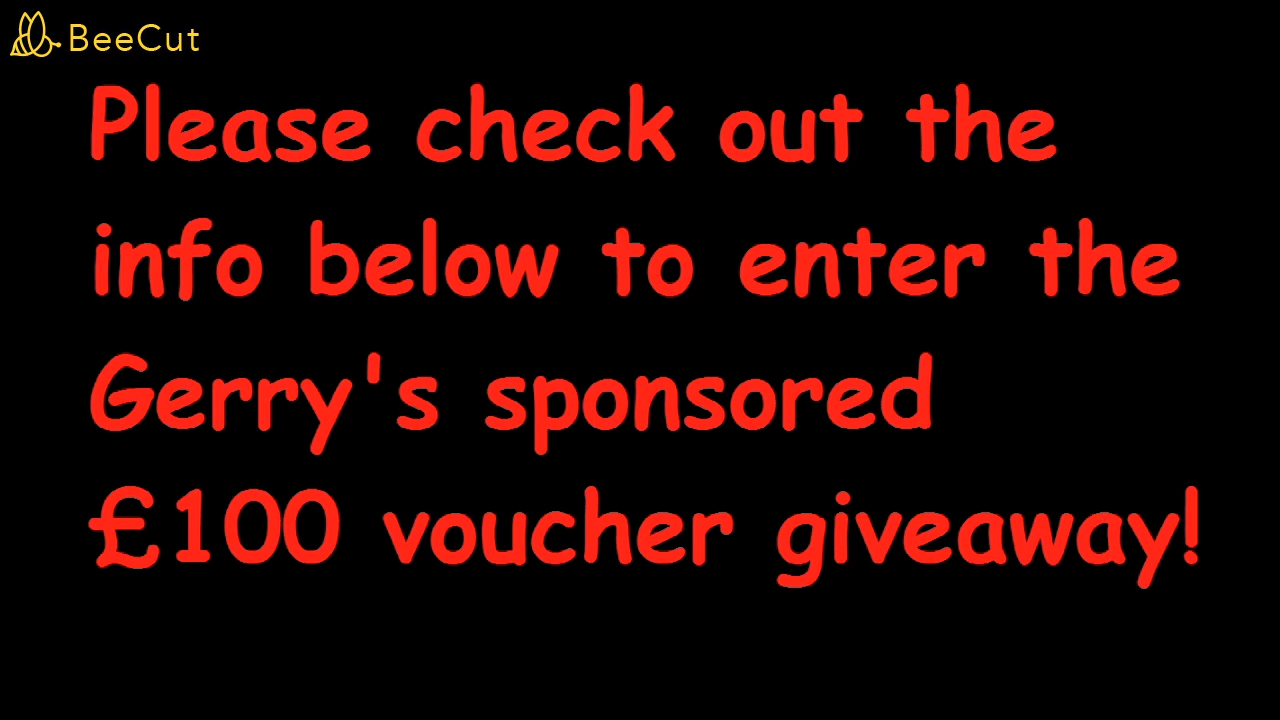 BeeCut
Please check out the
info below to enter the
Gerry's sponsored
£100 voucher giveaway!